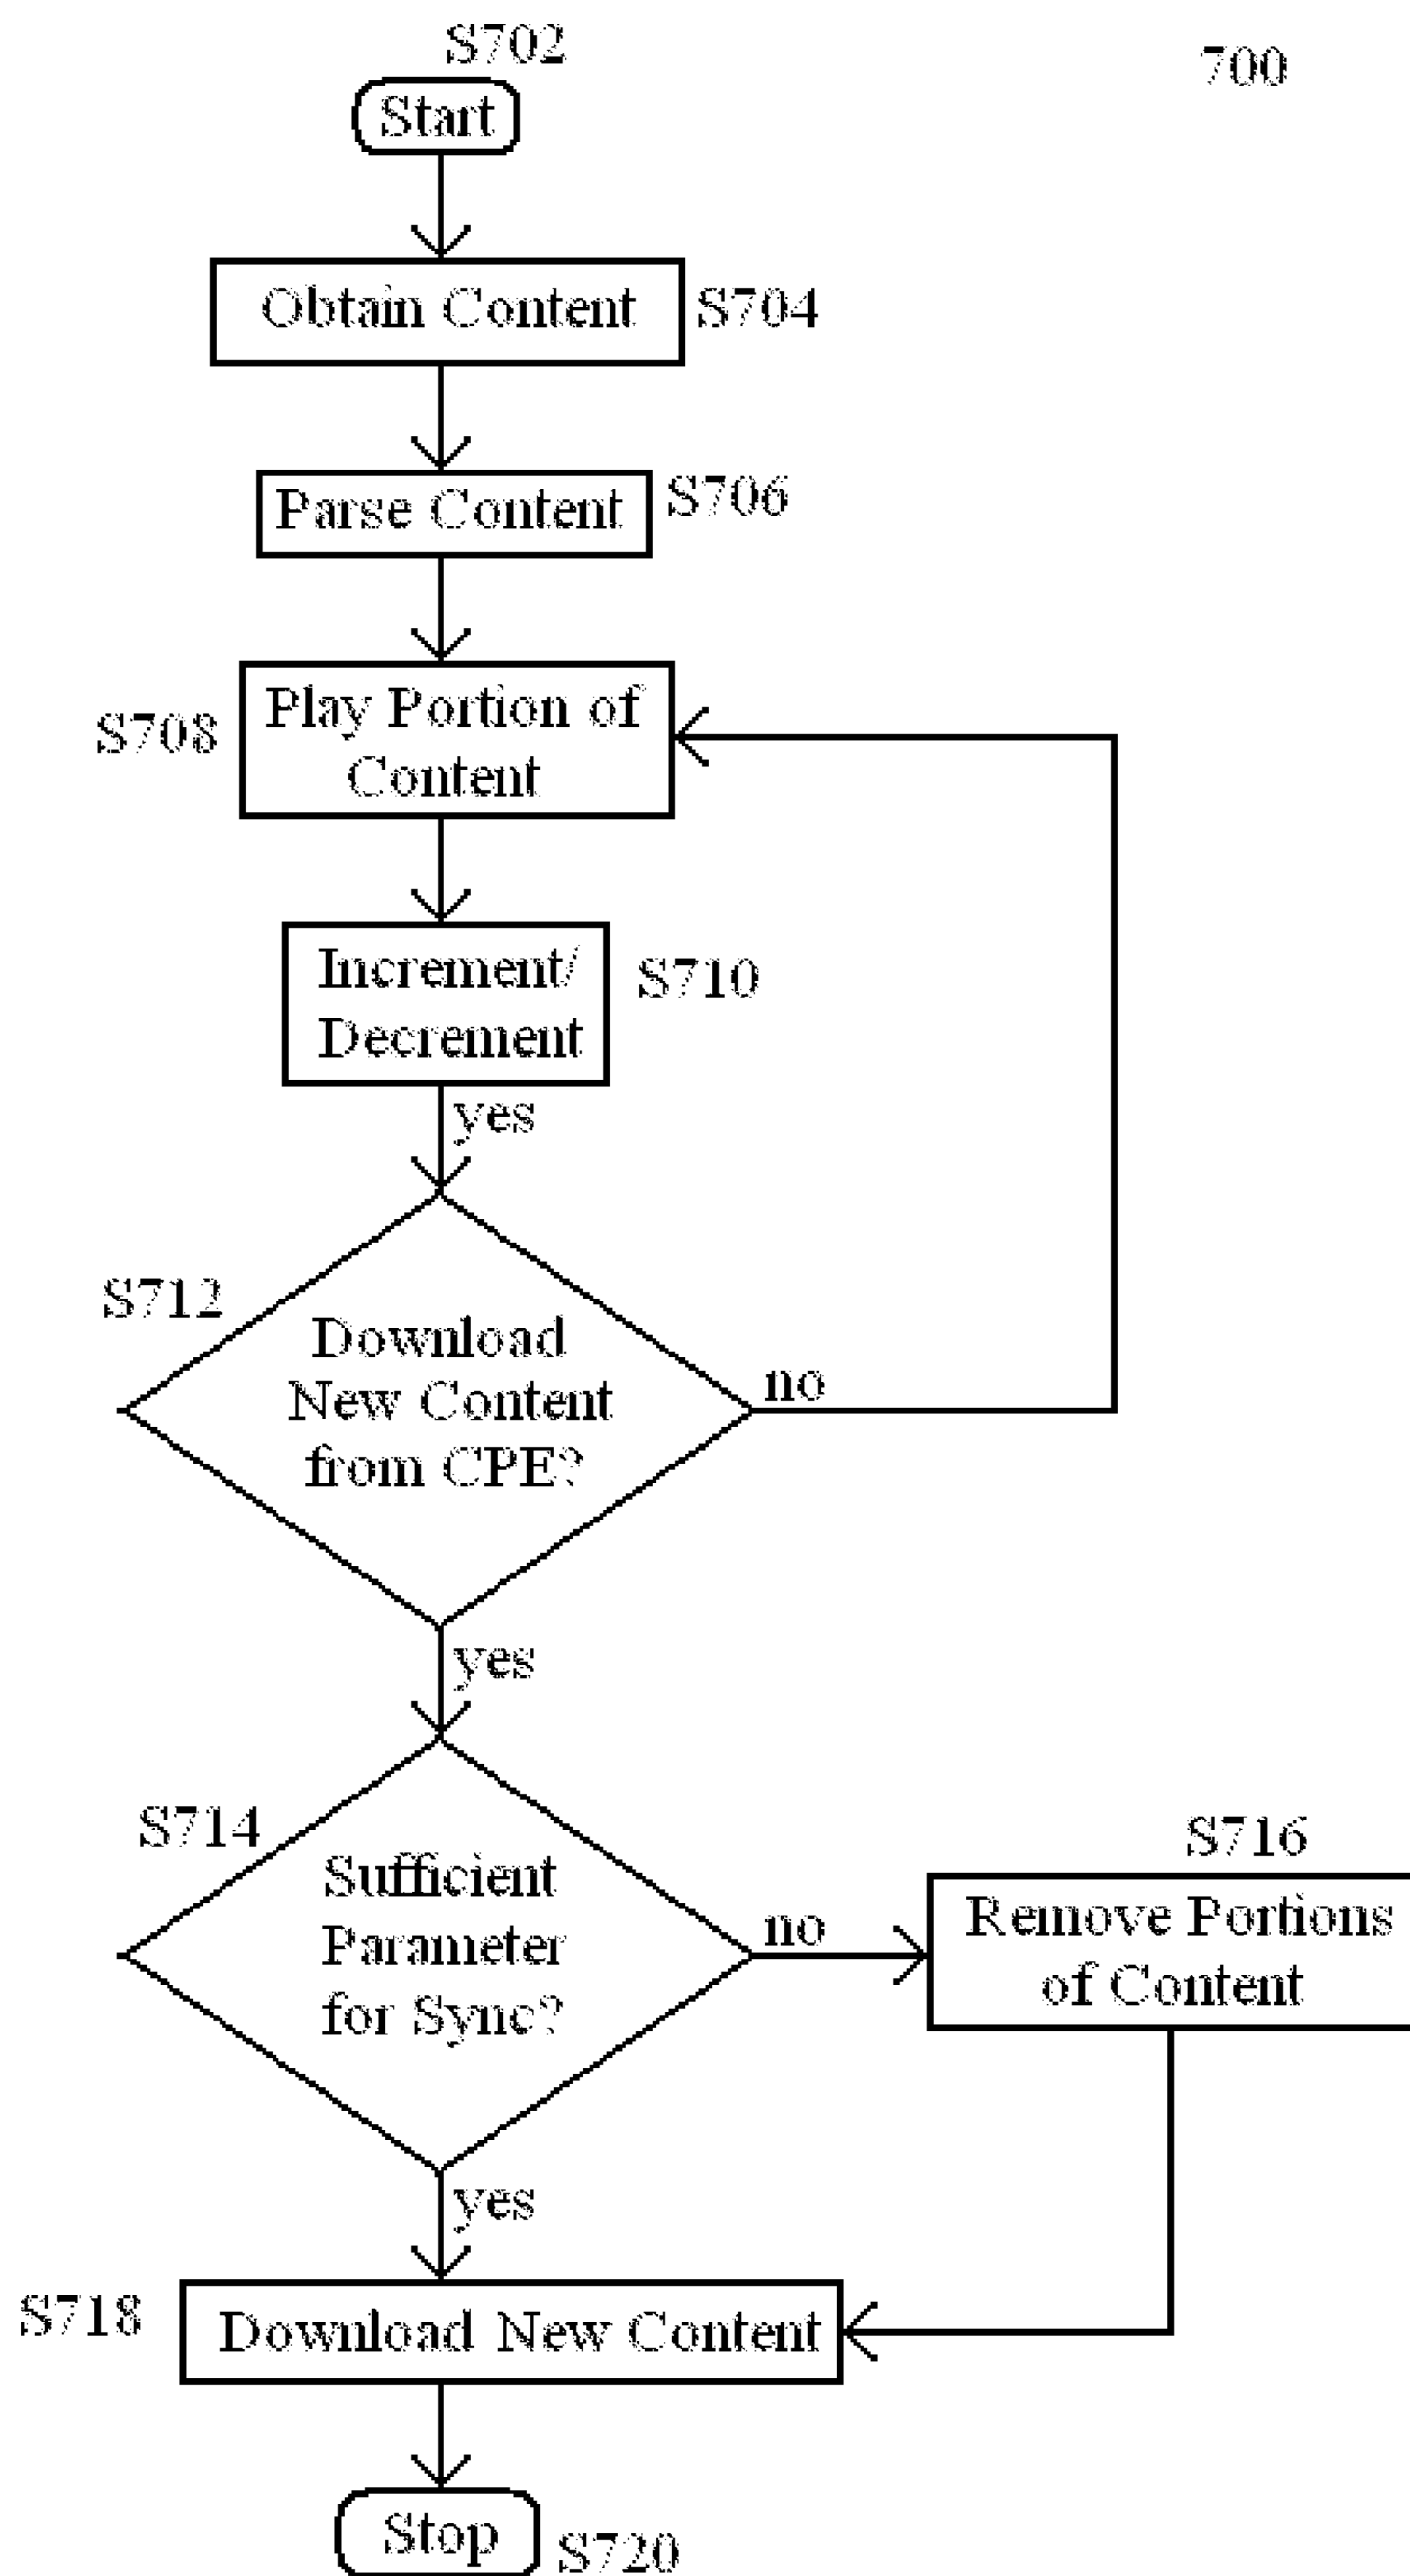 S702
700
Start
Obtain Content
S704
Parse Content
S706
Play Portion of
Content
S708
Increment/
Decrement
S710
yes
S712
Download
New Content
from CPE?
no
yes
S714
Sufficient
Parameter
for Sync?
no
S716
Remove Portions
of Content
yes
S718
Download New Content
Stop
S720